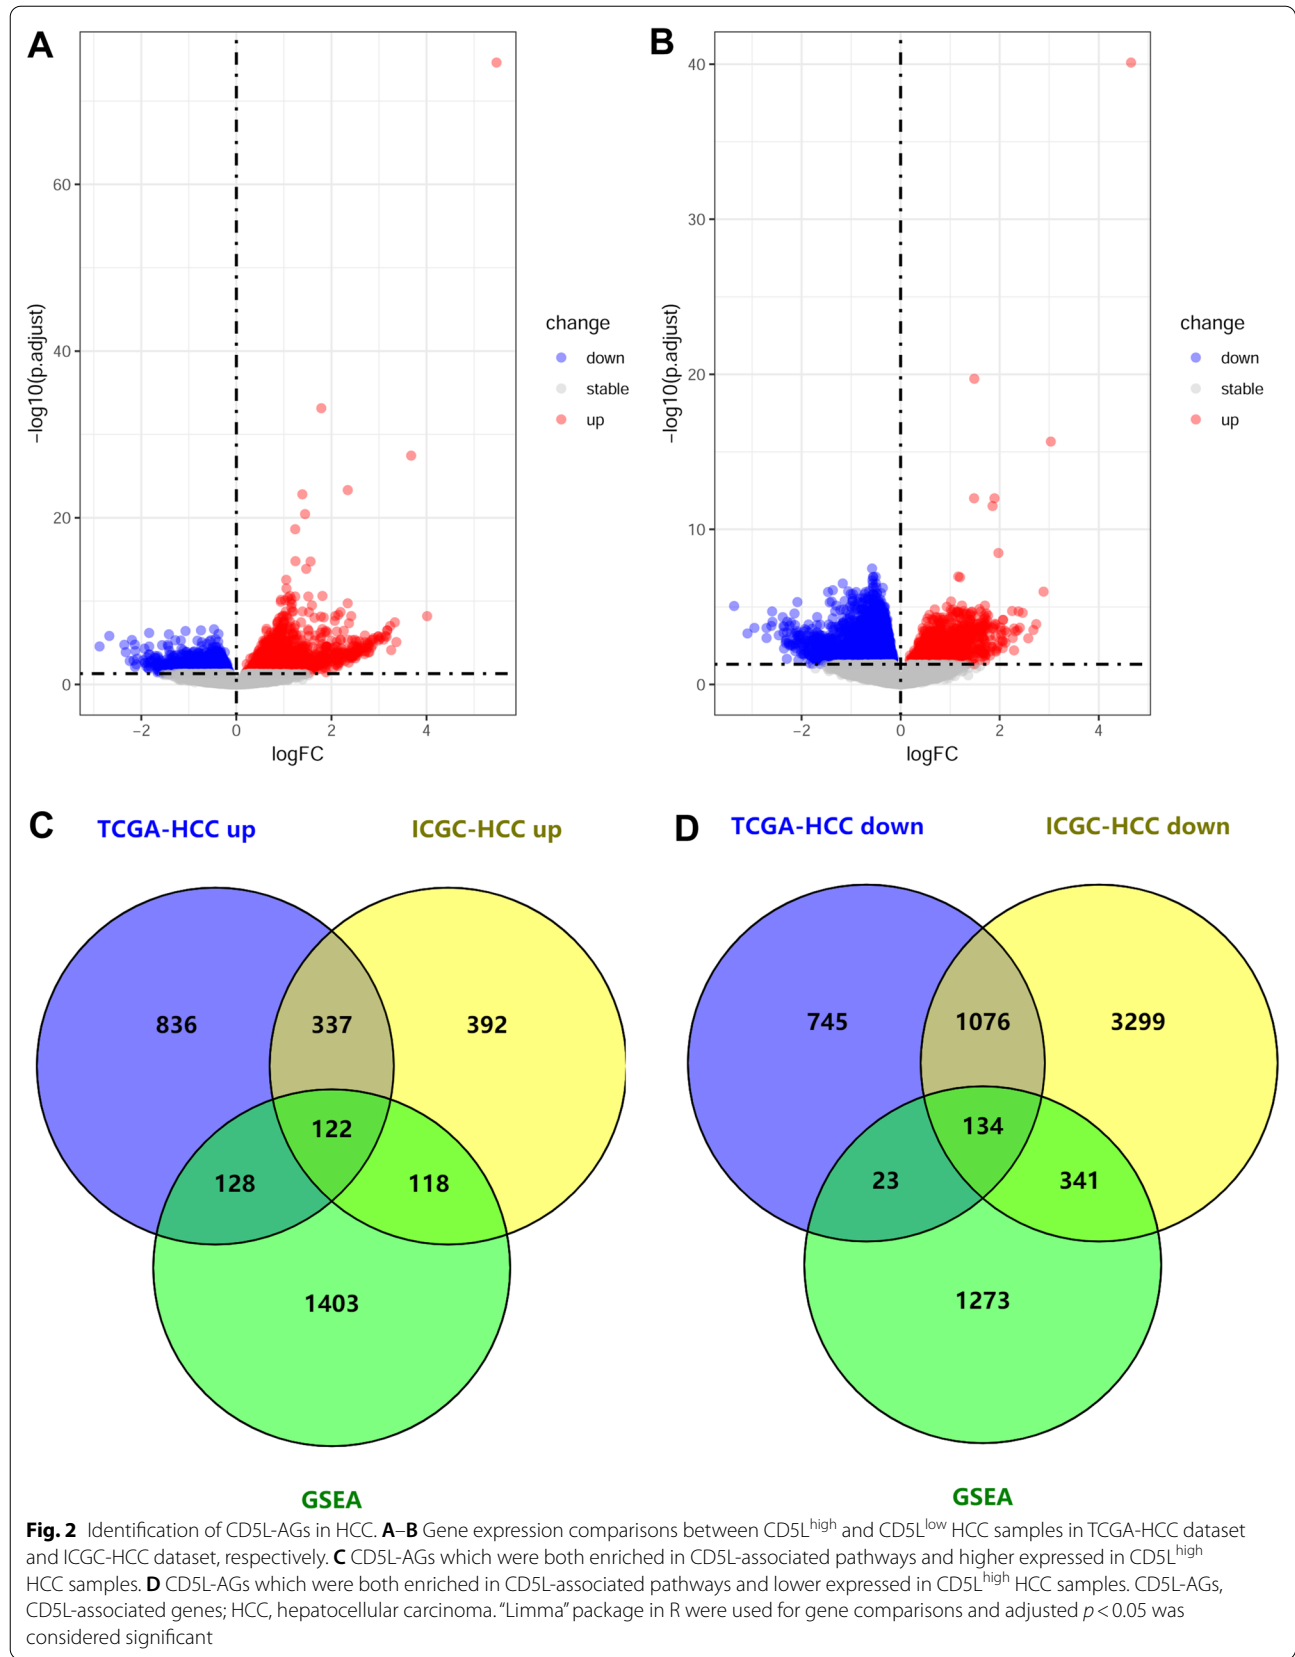 A
−log10(p.adjust)
60
40
20
0
−2
0
2
4
logFC
change
down
stable
up
B
−log10(p.adjust)
40
30
20
10
0
−2
0
2
4
logFC
change
down
stable
up
C
TCGA-HCC up
ICGC-HCC up
836
337
392
122
128
118
1403
GSEA
D
TCGA-HCC down
ICGC-HCC down
745
1076
3299
134
23
341
1273
GSEA
Fig. 2 Identification of CD5L-AGs in HCC. A–B Gene expression comparisons between CD5Lhigh and CD5Llow HCC samples in TCGA-HCC dataset
and ICGC-HCC dataset, respectively. C CD5L-AGs which were both enriched in CD5L-associated pathways and higher expressed in CD5Lhigh
HCC samples. D CD5L-AGs which were both enriched in CD5L-associated pathways and lower expressed in CD5Lhigh HCC samples. CD5L-AGs,
CD5L-associated genes; HCC, hepatocellular carcinoma. “Limma” package in R were used for gene comparisons and adjusted p < 0.05 was
considered significant